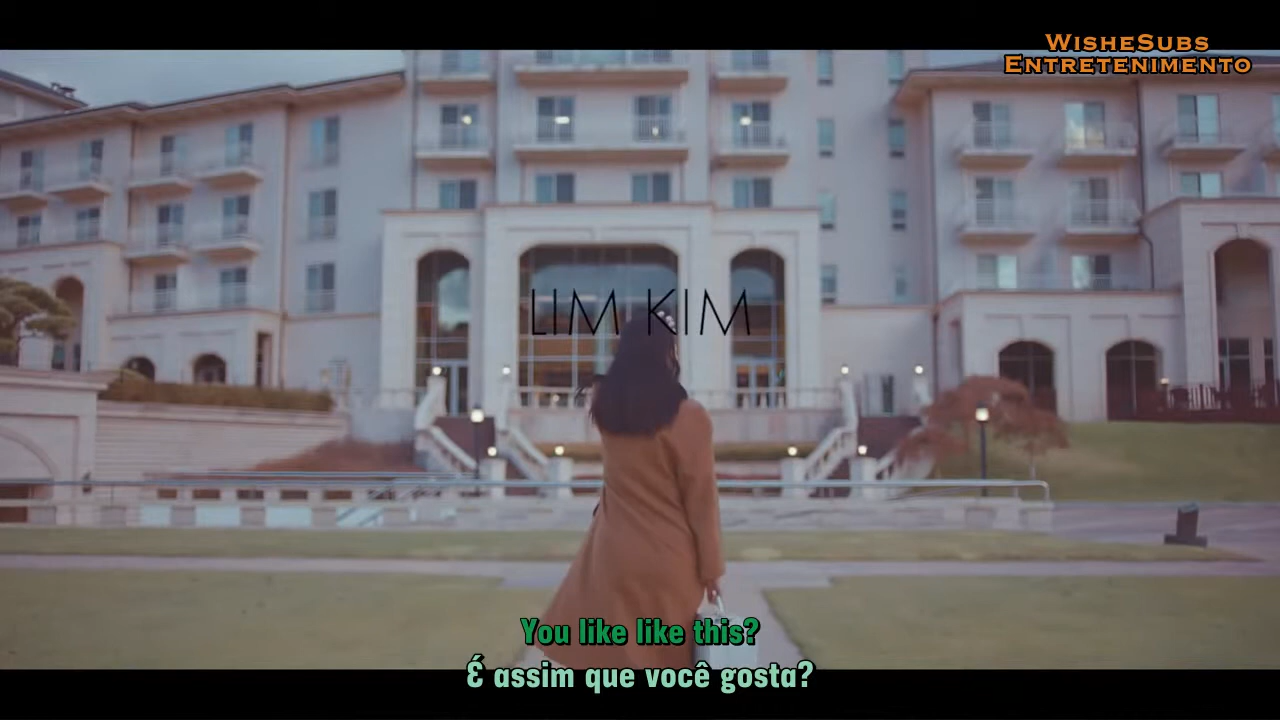 WISHESUBS
ENTRETENIMENTO
LIM KIM
You like like this?
É assim que você gosta?